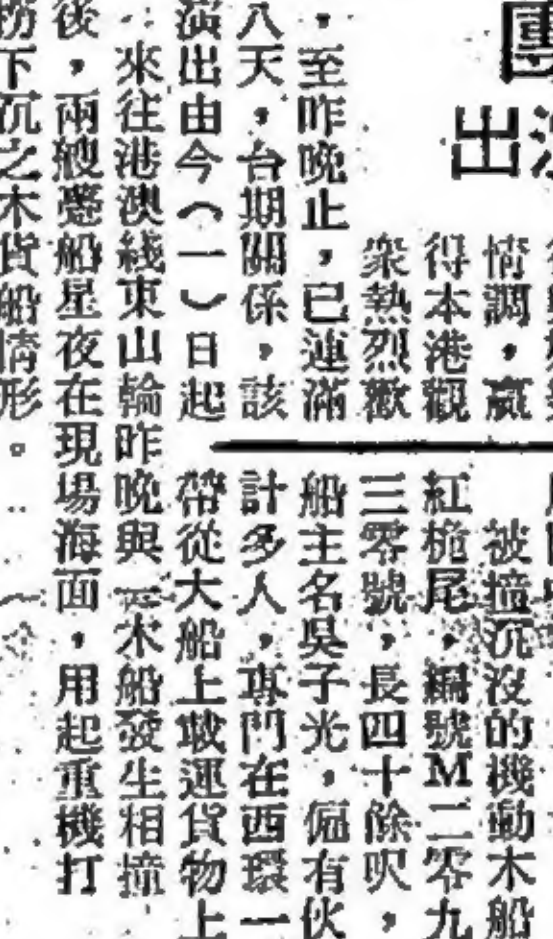 團
出
情調,贏
得本港觀
衆熱烈歡
,至昨晚止,已連滿
八天,台期關係,該
演出由今(一)日起
被撞沉沒的機動木船
紅桅尾,編號M二零九
三零號,長四十餘呎,
船主名吳子光,僱有伙
計多人,專門在西環一
帶從大船上載運貨物上
來往港澳綫東山輪昨晚與一木船發生相撞
後,兩艘躉船星夜在現場海面,用起重機打
撈下沉之木貨船情形。